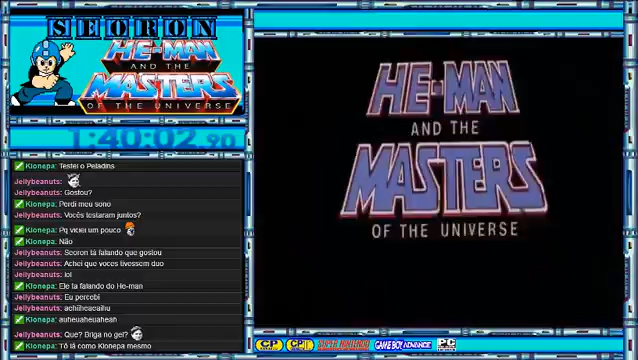 SEORON
HE-MAN
AND THE
MASTERS
OF THE UNIVERSE
1:40:02.90
Klonepa: Testei o Peladins
Jellybeanuts:
Jellybeanuts: Gostou?
Klonepa: Perdi meu sono
Jellybeanuts: Vocês testaram juntos?
Klonepa: Pq viciei um pouco
Klonepa: Não
Jellybeanuts: Seoron tá falando que gostou
Jellybeanuts: Achei que voces tivessem duo
Jellybeanuts: lol
Klonepa: Ele ta falando do He-man
Jellybeanuts: Eu percebi
Jellybeanuts: aehiiheaeaihu
Klonepa: auheuaheuaheah
Jellybeanuts: Que? Briga no gel?
Klonepa: Tô lá como Klonepa mesmo
HE-MAN
AND THE
MASTERS
OF THE UNIVERSE
SUPER NINTENDO
GAME BOY ADVANCE
PC